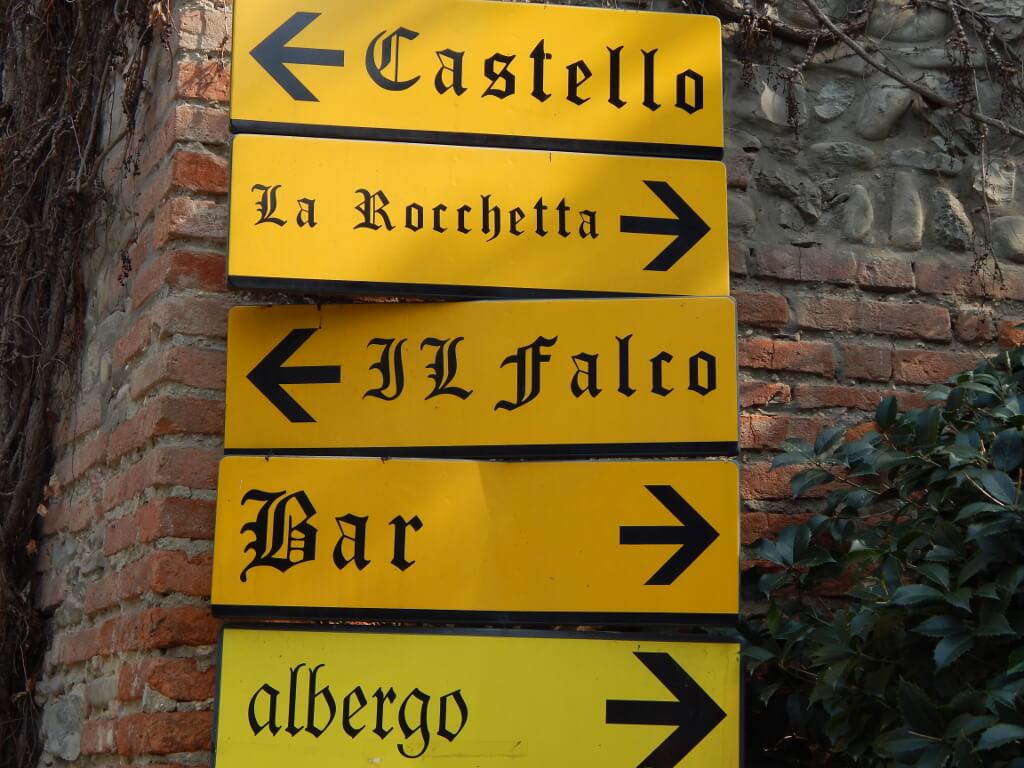 Castello
La Rocchetta
IL Falco
Bar
albergo